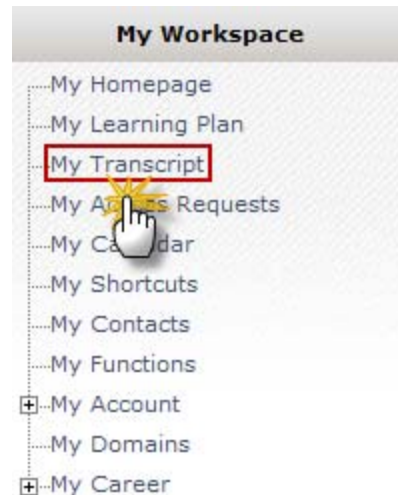 My Workspace
My Homepage
My Learning Plan
My Transcript
My Requests
My
My Shortcuts
My Contacts
My Functions
My Account
My Domains
My Career